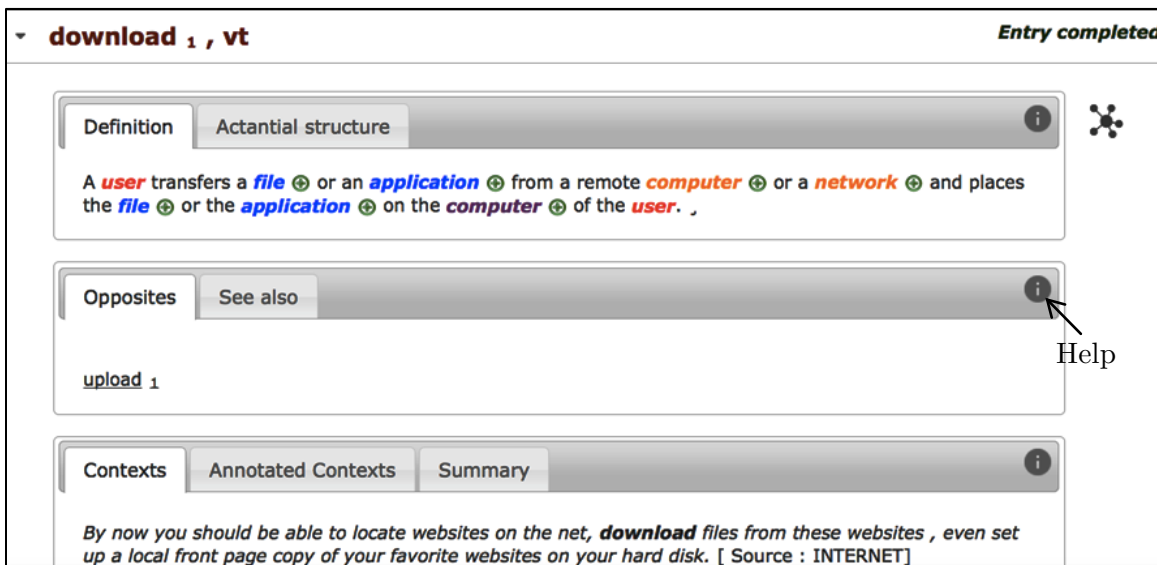 download 1 , vt
Entry completed
Definition
Actantial structure
A user transfers a file or an application from a remote computer or a network and places
the file or the application on the computer of the user.
Opposites
See also
Help
upload 1
Contexts
Annotated Contexts
Summary
By now you should be able to locate websites on the net, download files from these websites , even set
up a local front page copy of your favorite websites on your hard disk. [ Source : INTERNET]